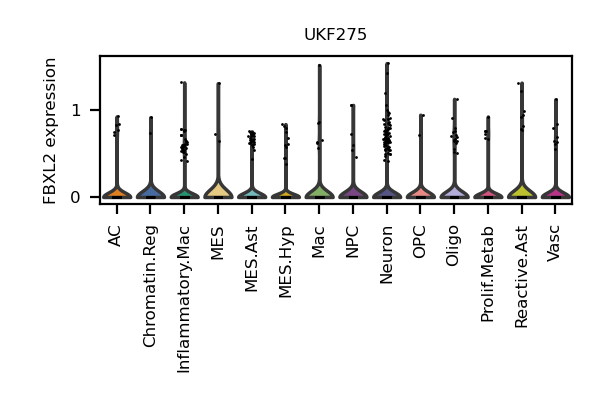 UKF275
FBXL2 expression
1
0
AC
Chromatin.Reg
Inflammatory.Mac
MES
MES.Ast
MES.Hyp
Mac
NPC
Neuron
OPC
Oligo
Prolif.Metab
Reactive.Ast
Vasc